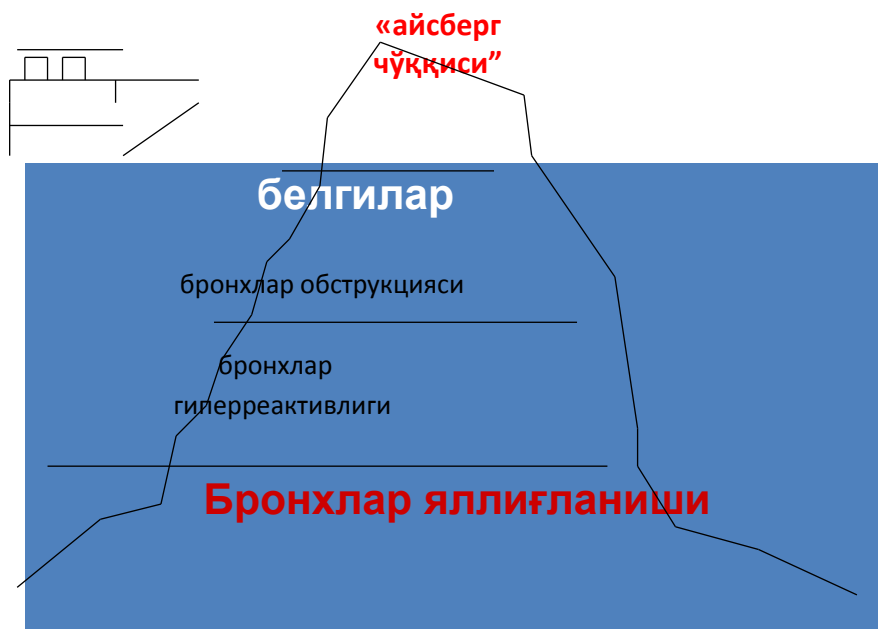 «айсберг
чўққиси”
белгилар
бронхлар обструкцияси
бронхлар
гиперреактивлиги
Бронхлар яллиғланиши